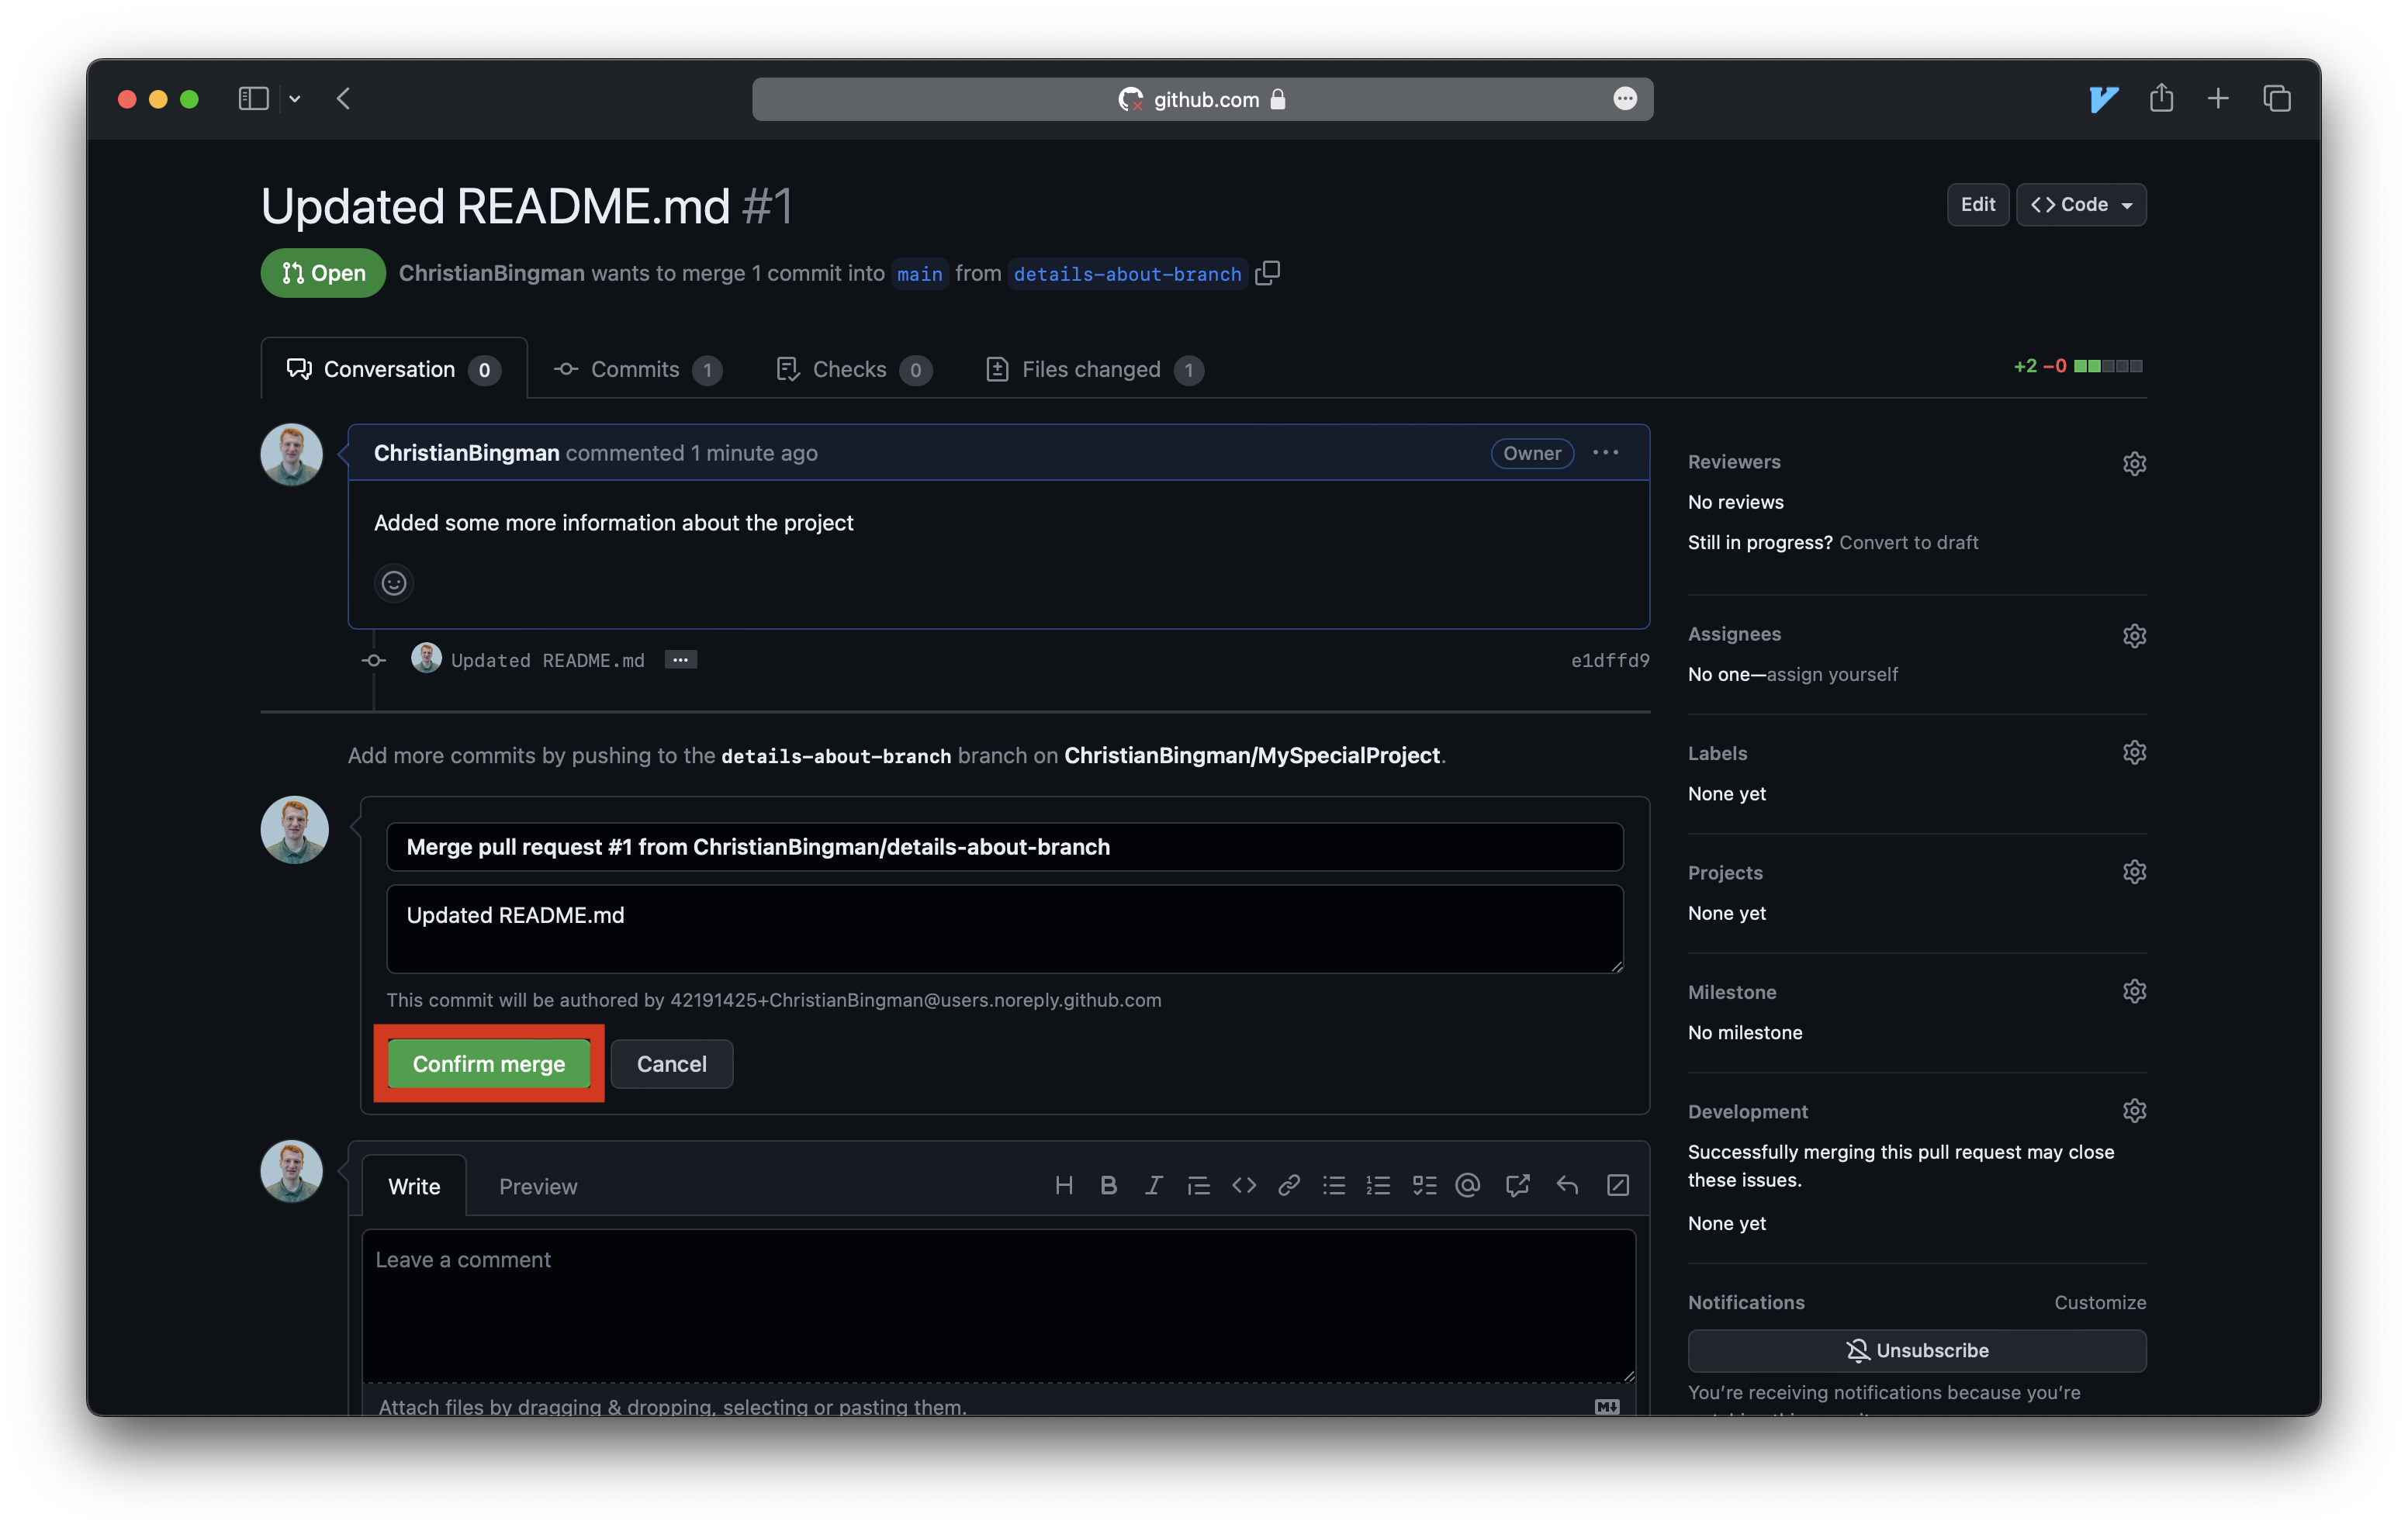 github.com
Updated README.md #1
Edit
Code
Open
ChristianBingman wants to merge 1 commit into main from details-about-branch
Conversation 0
Commits 1
Checks 0
Files changed 1
+2 −0
ChristianBingman commented 1 minute ago
Owner
Added some more information about the project
Updated README.md
e1dffd9
Add more commits by pushing to the details-about-branch branch on ChristianBingman/MySpecialProject.
Merge pull request #1 from ChristianBingman/details-about-branch
Updated README.md
This commit will be authored by 42191425+ChristianBingman@users.noreply.github.com
Confirm merge
Cancel
Write
Preview
Leave a comment
Attach files by dragging & dropping, selecting or pasting them.
Reviewers
No reviews
Still in progress? Convert to draft
Assignees
No one—assign yourself
Labels
None yet
Projects
None yet
Milestone
No milestone
Development
Successfully merging this pull request may close
these issues.
None yet
Notifications
Customize
Unsubscribe
You’re receiving notifications because you’re